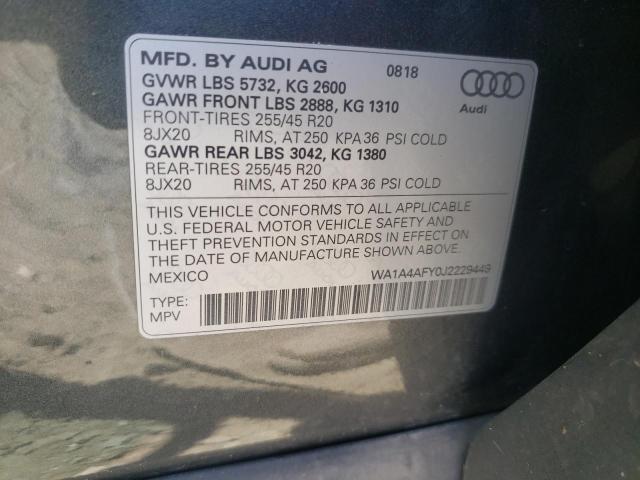 MFD. BY AUDI AG 0818
GVWR LBS 5732, KG 2600
GAWR FRONT LBS 2888, KG 1310
FRONT-TIRES 255/45 R20
8JX20 RIMS, AT 250 KPA 36 PSI COLD
GAWR REAR LBS 3042, KG 1380
REAR-TIRES 255/45 R20
8JX20 RIMS, AT 250 KPA 36 PSI COLD
Audi
THIS VEHICLE CONFORMS TO ALL APPLICABLE
U.S. FEDERAL MOTOR VEHICLE SAFETY AND
THEFT PREVENTION STANDARDS IN EFFECT ON
THE DATE OF MANUFACTURE SHOWN ABOVE.
MEXICO WA1A4AFY0J2229449
TYPE:
MPV